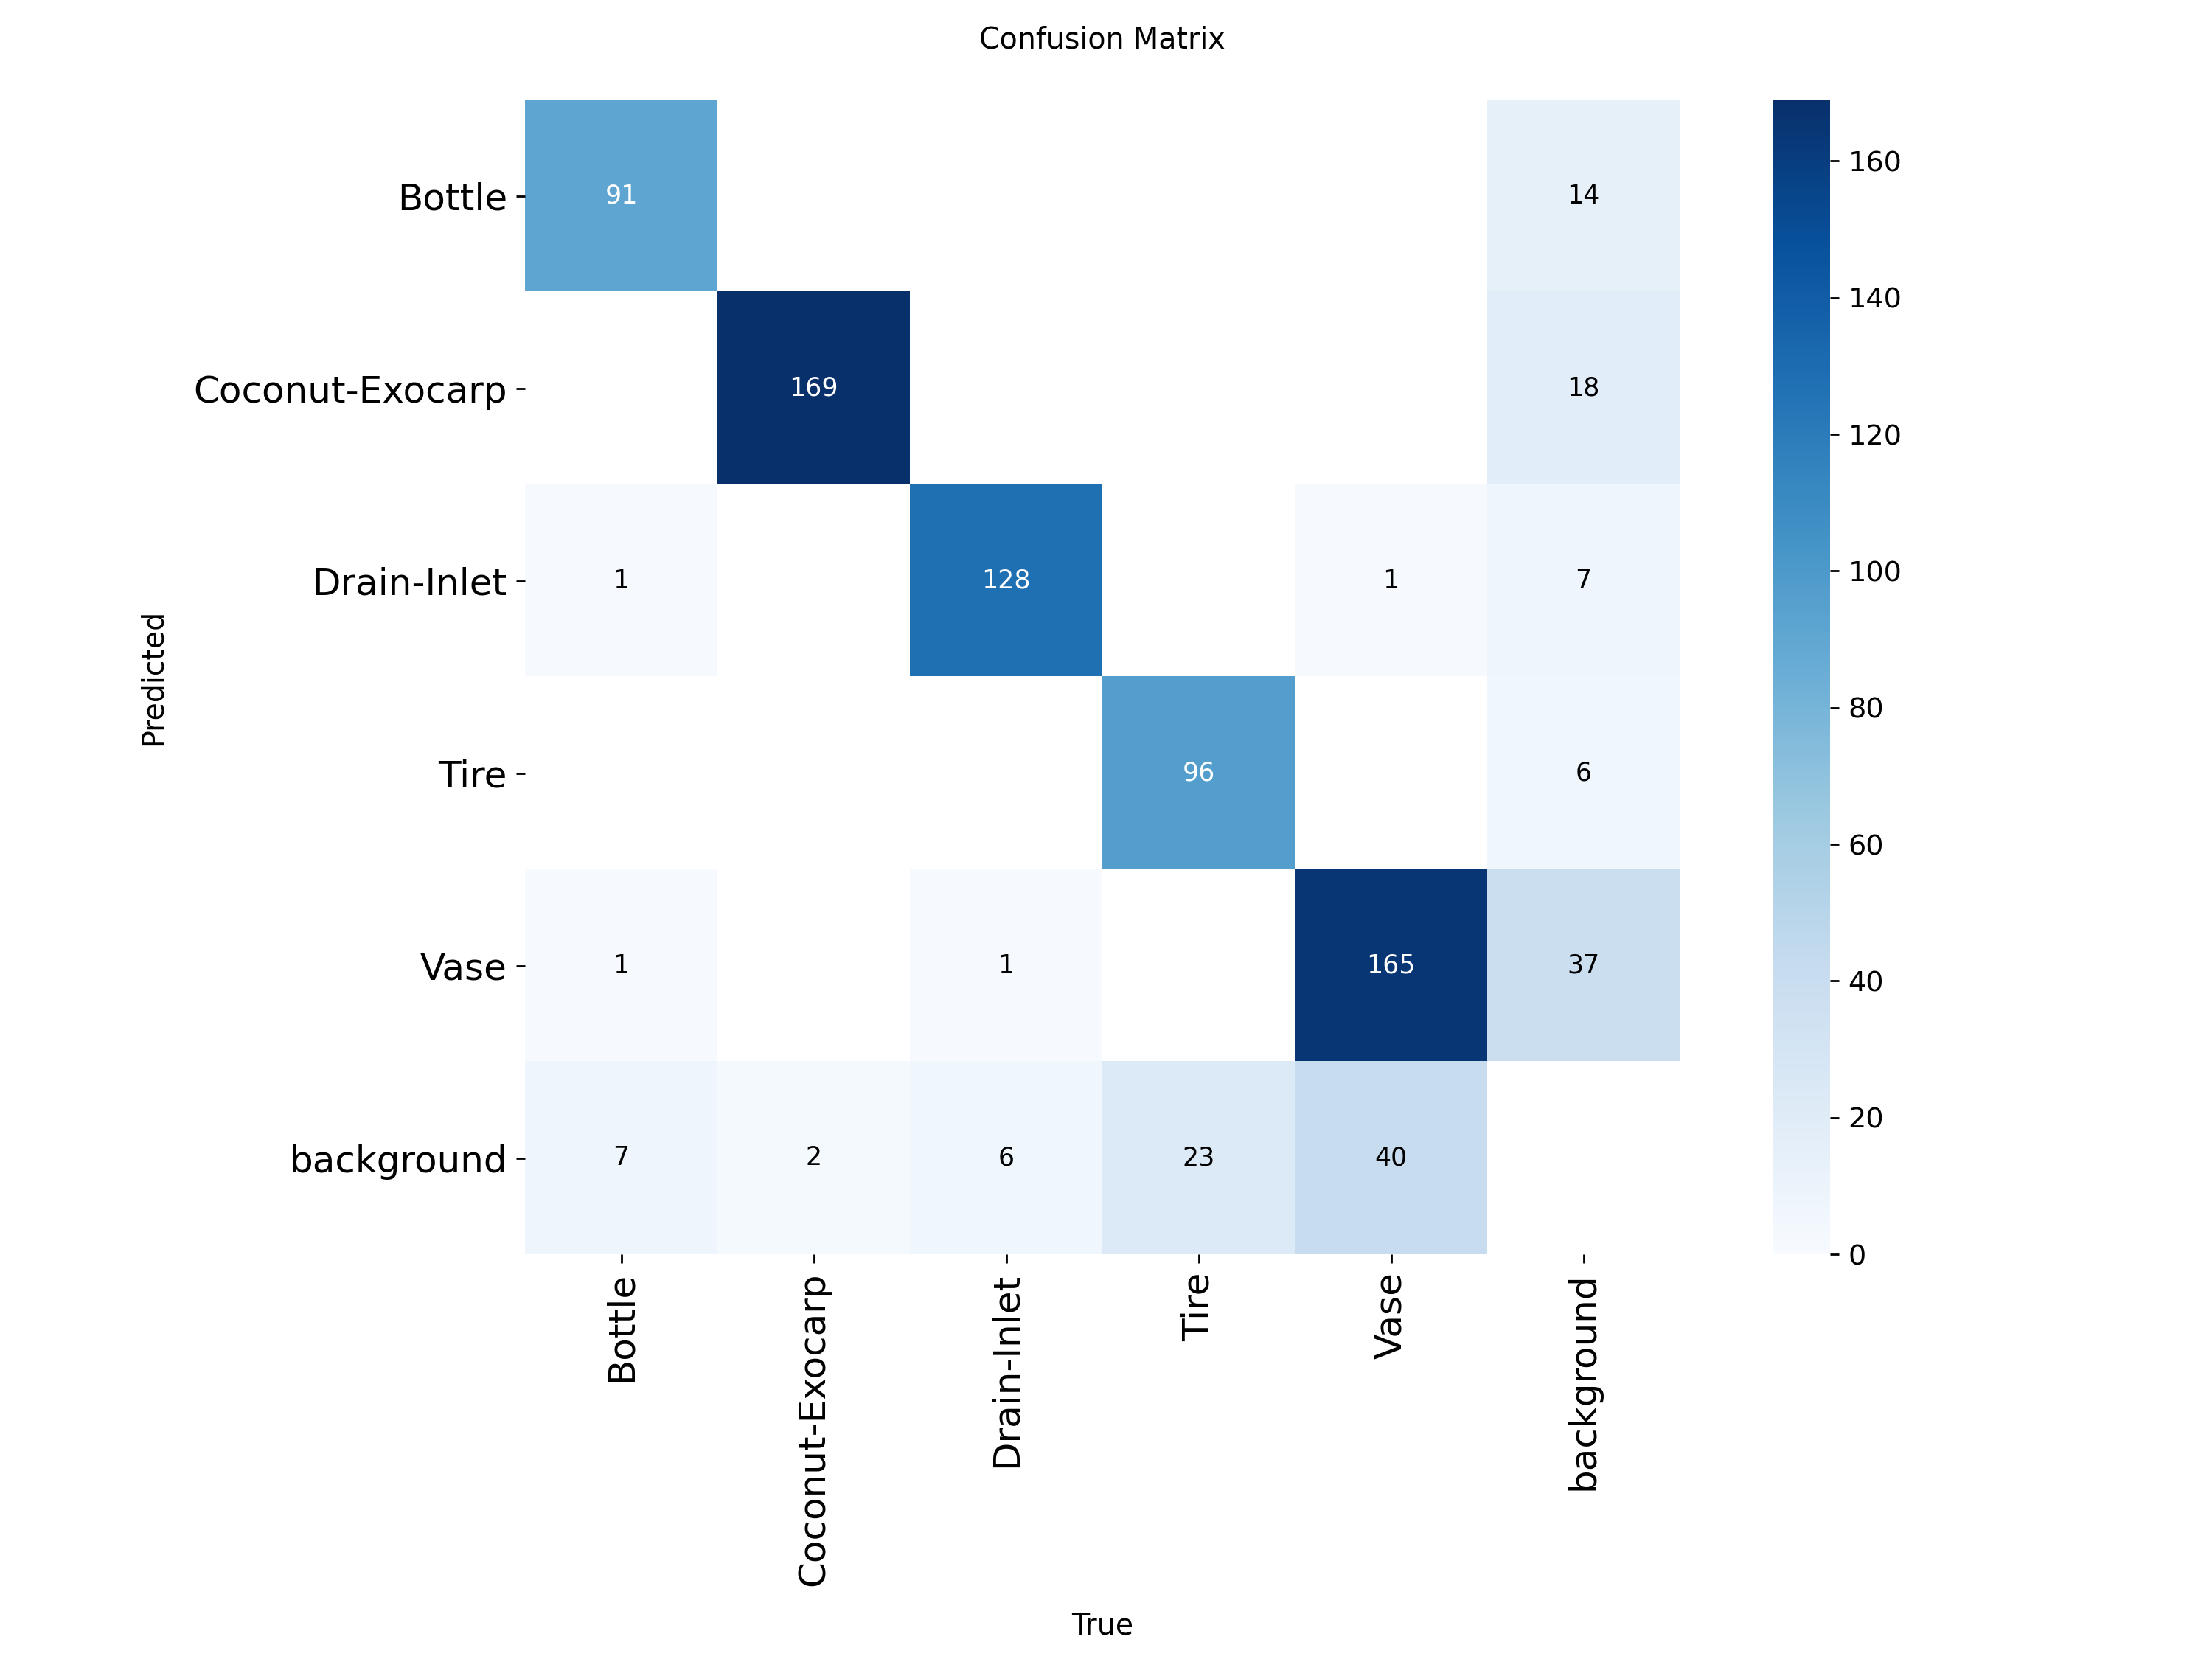 Confusion Matrix
Bottle
91
14
Coconut-Exocarp
169
18
Drain-Inlet
1
128
1
7
Tire
96
6
Vase
1
1
165
37
background
7
2
6
23
40
Predicted
Bottle
Coconut-Exocarp
Drain-Inlet
Tire
Vase
background
True
160
140
120
100
80
60
40
20
0